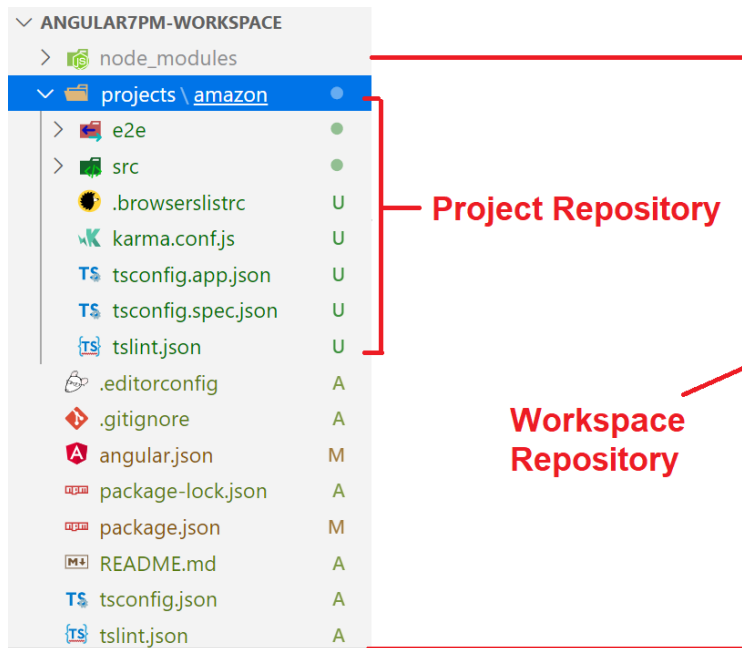 ANGULAR7PM-WORKSPACE
node_modules
projects \ amazon
e2e
src
.browserslistrc U
karma.conf.js U
tsconfig.app.json U
tsconfig.spec.json U
tslint.json U
Project Repository
.editorconfig A
.gitignore A
angular.json M
package-lock.json A
package.json M
README.md A
tsconfig.json A
tslint.json A
Workspace
Repository